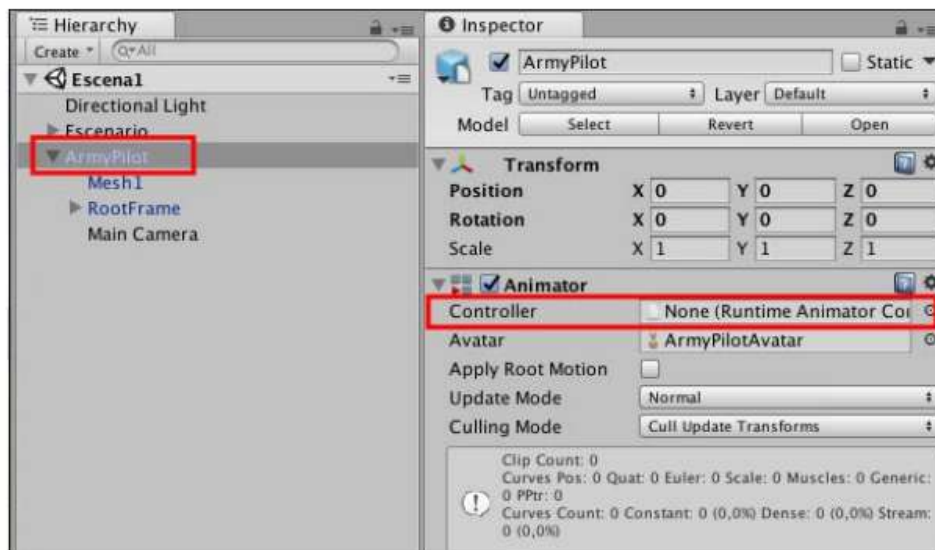 Hierarchy
Create
All
Escena1
Directional Light
Escenario
ArmyPilot
Mesh1
RootFrame
Main Camera
Inspector
ArmyPilot Static
Tag Untagged Layer Default
Model Select Revert Open
Transform
Position X 0 Y 0 Z 0
Rotation X 0 Y 0 Z 0
Scale X 1 Y 1 Z 1
Animator
Controller None (Runtime Animator Co
Avatar ArmyPilotAvatar
Apply Root Motion
Update Mode Normal
Culling Mode Cull Update Transforms
Clip Count: 0
Curves Pos: 0 Quat: 0 Euler: 0 Scale: 0 Muscles: 0 Generic:
0 PPtr: 0
Curves Count: 0 Constant: 0 (0,0%) Dense: 0 (0,0%) Stream:
0 (0,0%)